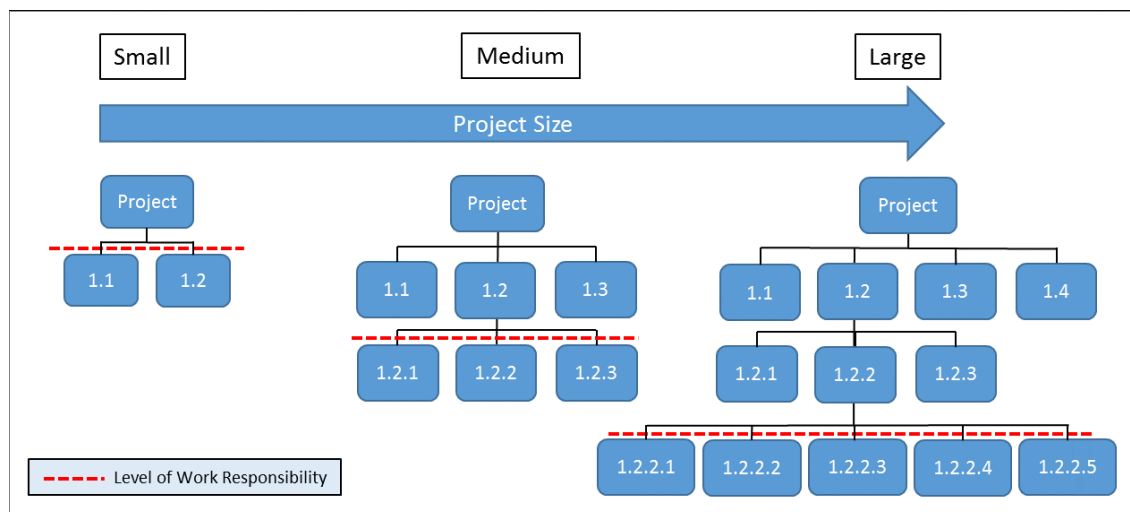 Small
Medium
Large
Project Size
Project
Project
Project
1.1
1.2
1.1
1.2
1.3
1.1
1.2
1.3
1.4
1.2.1
1.2.2
1.2.3
1.2.1
1.2.2
1.2.3
1.2.2.1
1.2.2.2
1.2.2.3
1.2.2.4
1.2.2.5
Level of Work Responsibility